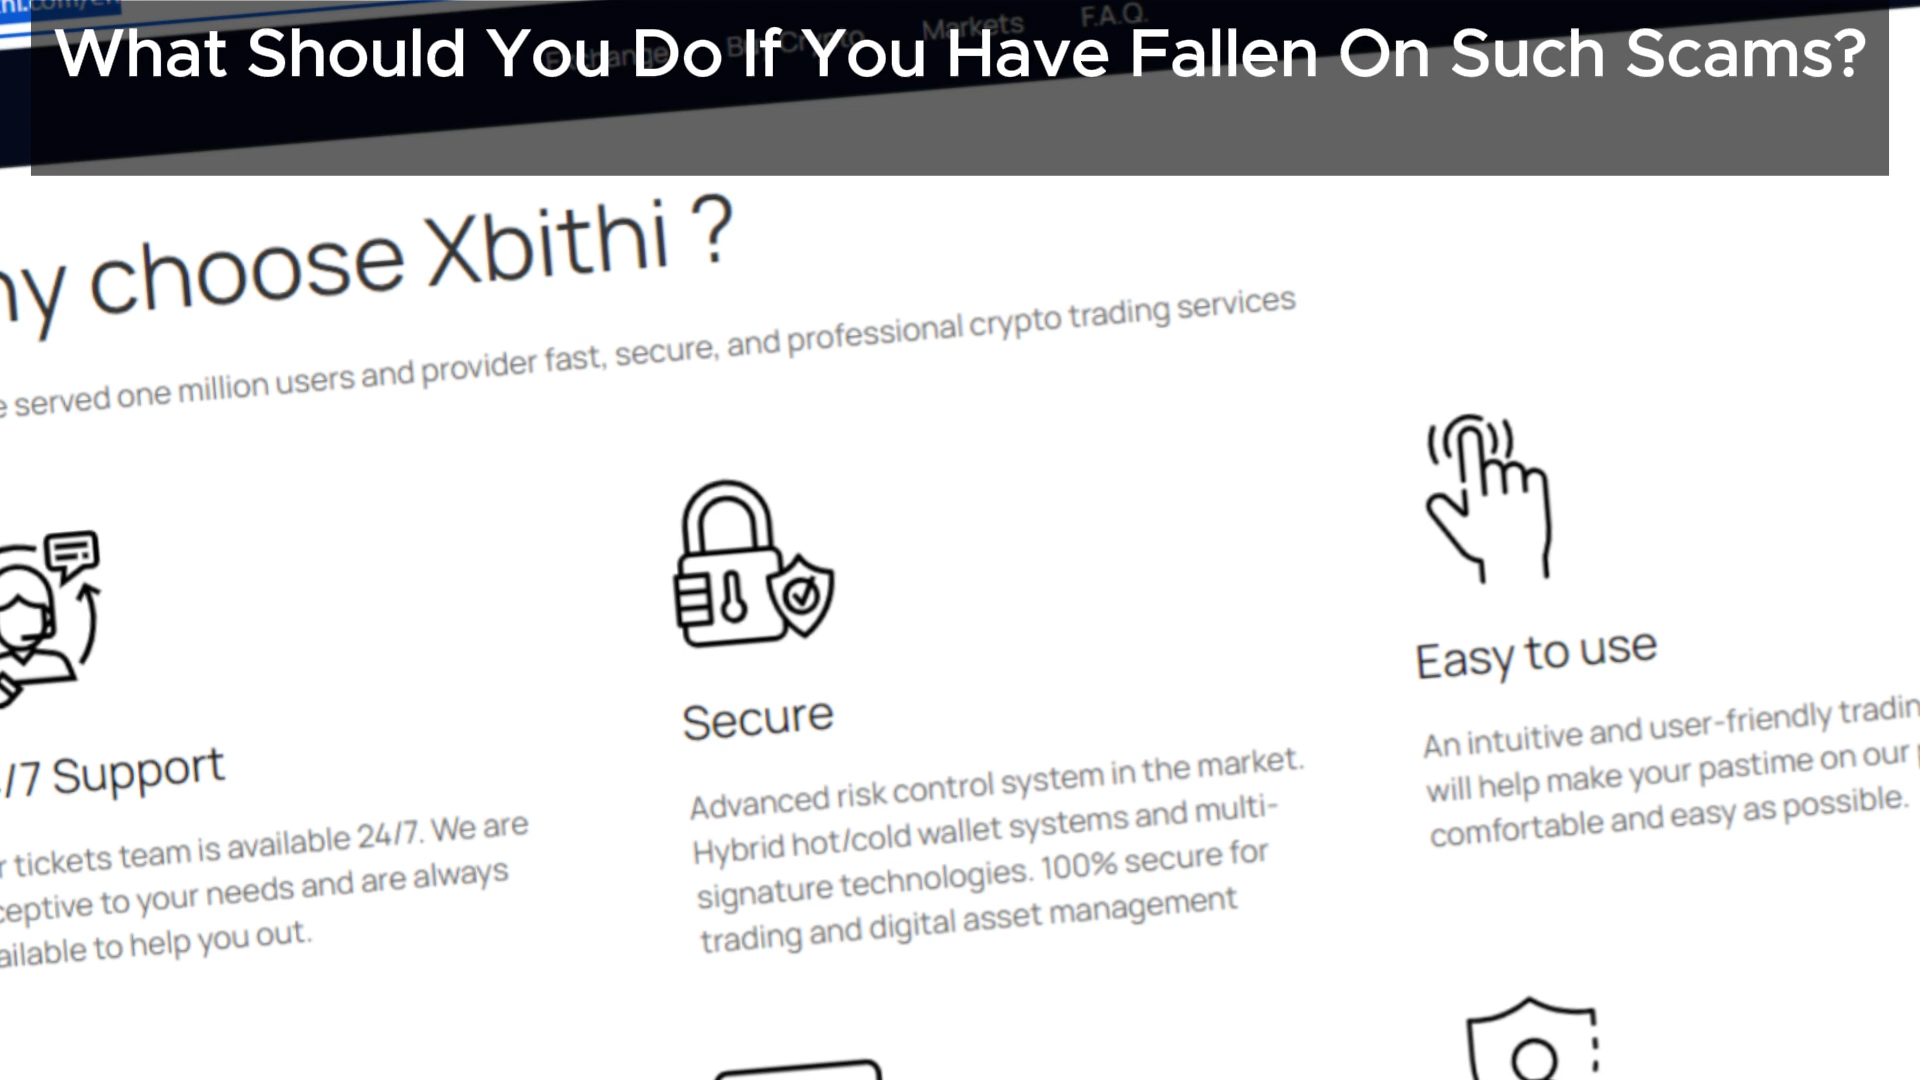 What Should You Do If You Have Fallen On Such Scams?
Exchange Buy Crypto Markets F.A.Q.
choose Xbithi ?
served one million users and provider fast, secure, and professional crypto trading services
/7 Support
tickets team is available 24/7. We are
to your needs and are always
to help you out.
Secure
Advanced risk control system in the market.
Hybrid hot/cold wallet systems and multi-
signature technologies. 100% secure for
trading and digital asset management
Easy to use
An intuitive and user-friendly
will help make your pastime on our
comfortable and easy as possible.